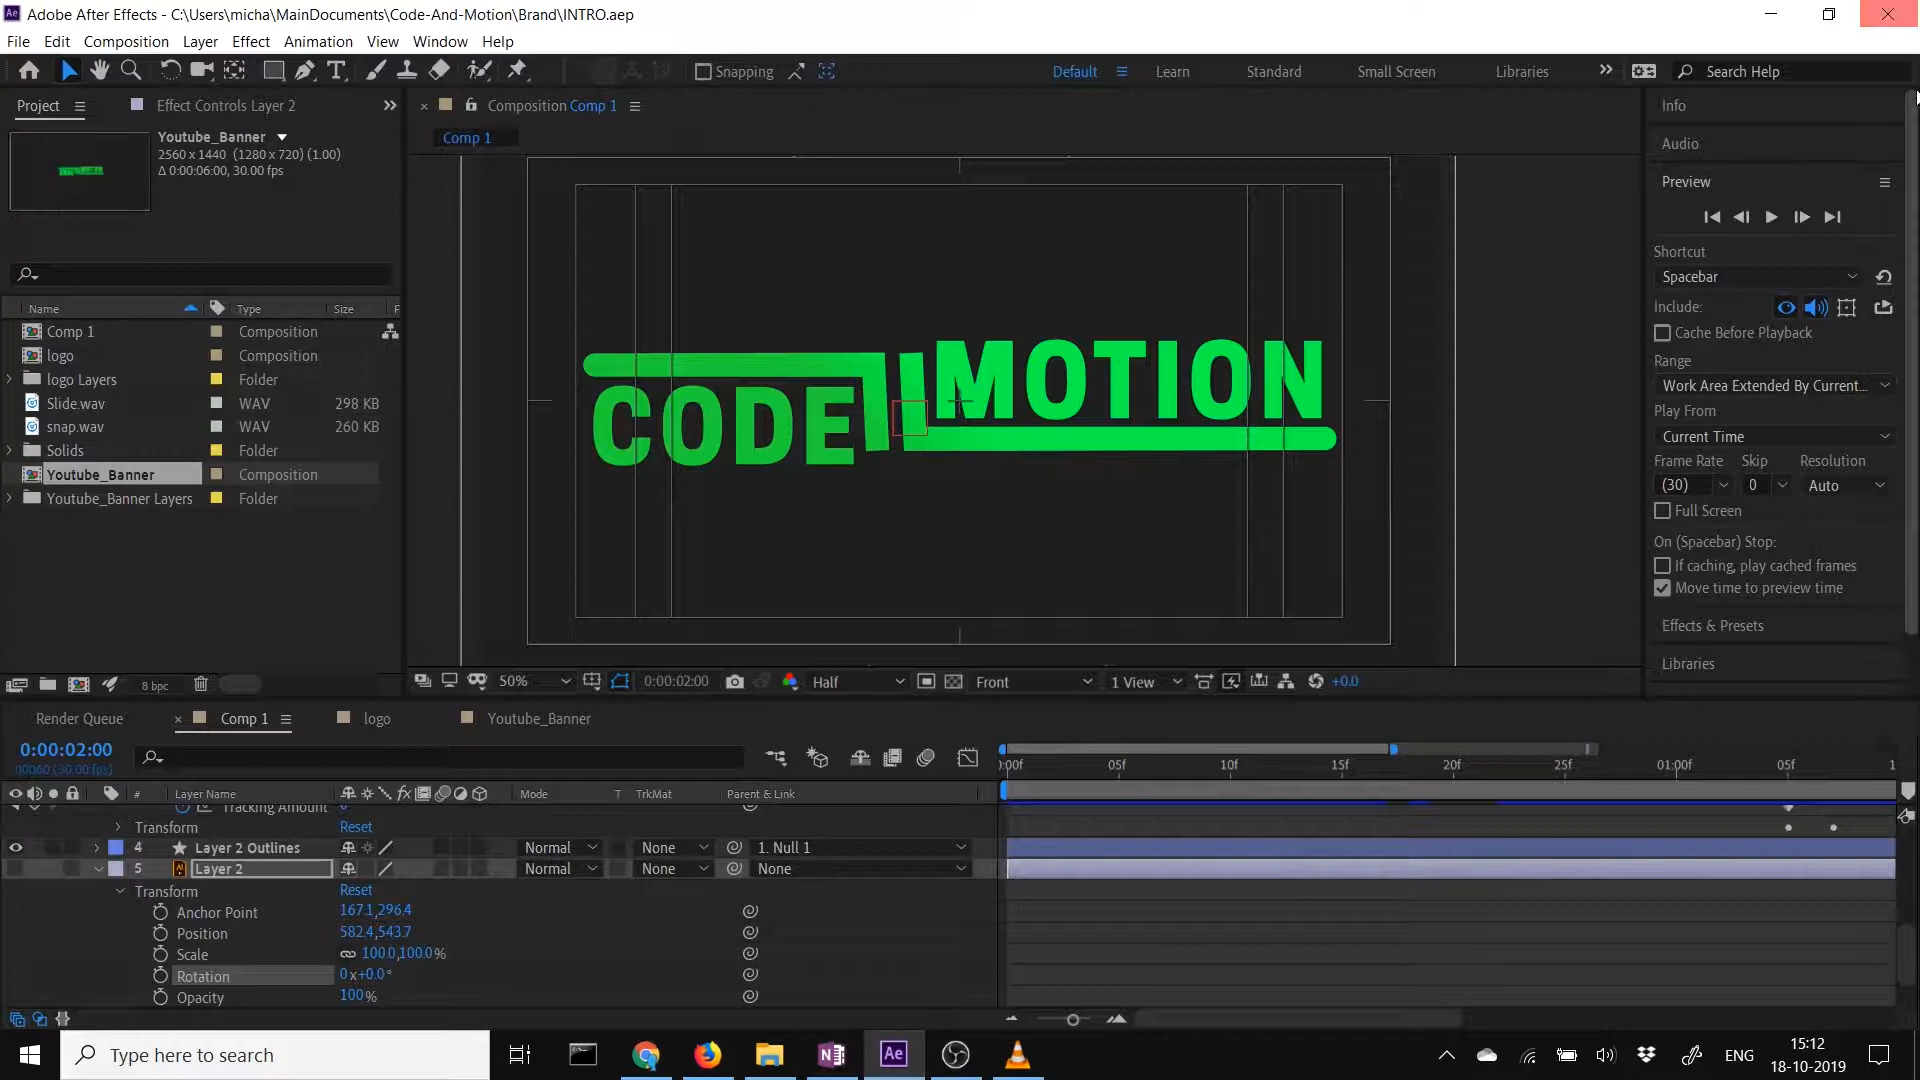 Adobe After Effects - C:\Users\micha\MainDocuments\Code-And-Motion\Brand\INTRO.aep
File Edit Composition Layer Effect Animation View Window Help
Snapping Default Learn Standard Small Screen Libraries Search Help
Project Effect Controls Layer 2 Composition Comp 1 Info
Youtube_Banner
2560 x 1440 (1280 x 720) (1.00)
Δ 0:00:06:00, 30.00 fps
Comp 1
Audio
Preview
Shortcut
Spacebar
Include:
Cache Before Playback
Range
Work Area Extended By Current...
Play From
Current Time
Frame Rate Skip Resolution
(30) 0 Auto
Full Screen
On (Spacebar) Stop:
If caching, play cached frames
Move time to preview time
Effects & Presets
Libraries
Name Type Size F
Comp 1 Composition
logo Composition
logo Layers Folder
Slide.wav WAV 298 KB
snap.wav WAV 260 KB
Solids Folder
Youtube_Banner Composition
Youtube_Banner Layers Folder
8 bpc
CODE MOTION
50% 0:00:02:00 Half Front 1 View +0.0
Render Queue Comp 1 logo Youtube_Banner
0:00:02:00
00060 (30.00 fps)
):00f 05f 10f 15f 20f 25f 01:00f 05f 1
# Layer Name Mode T TrkMat Parent & Link
Tracking Amount
Transform Reset
4 Layer 2 Outlines Normal None 1. Null 1
5 Layer 2 Normal None None
Transform Reset
Anchor Point 167.1,296.4
Position 582.4,543.7
Scale 100.0,100.0%
Rotation 0x+0.0°
Opacity 100%
Type here to search
Ae
ENG
15:12
18-10-2019